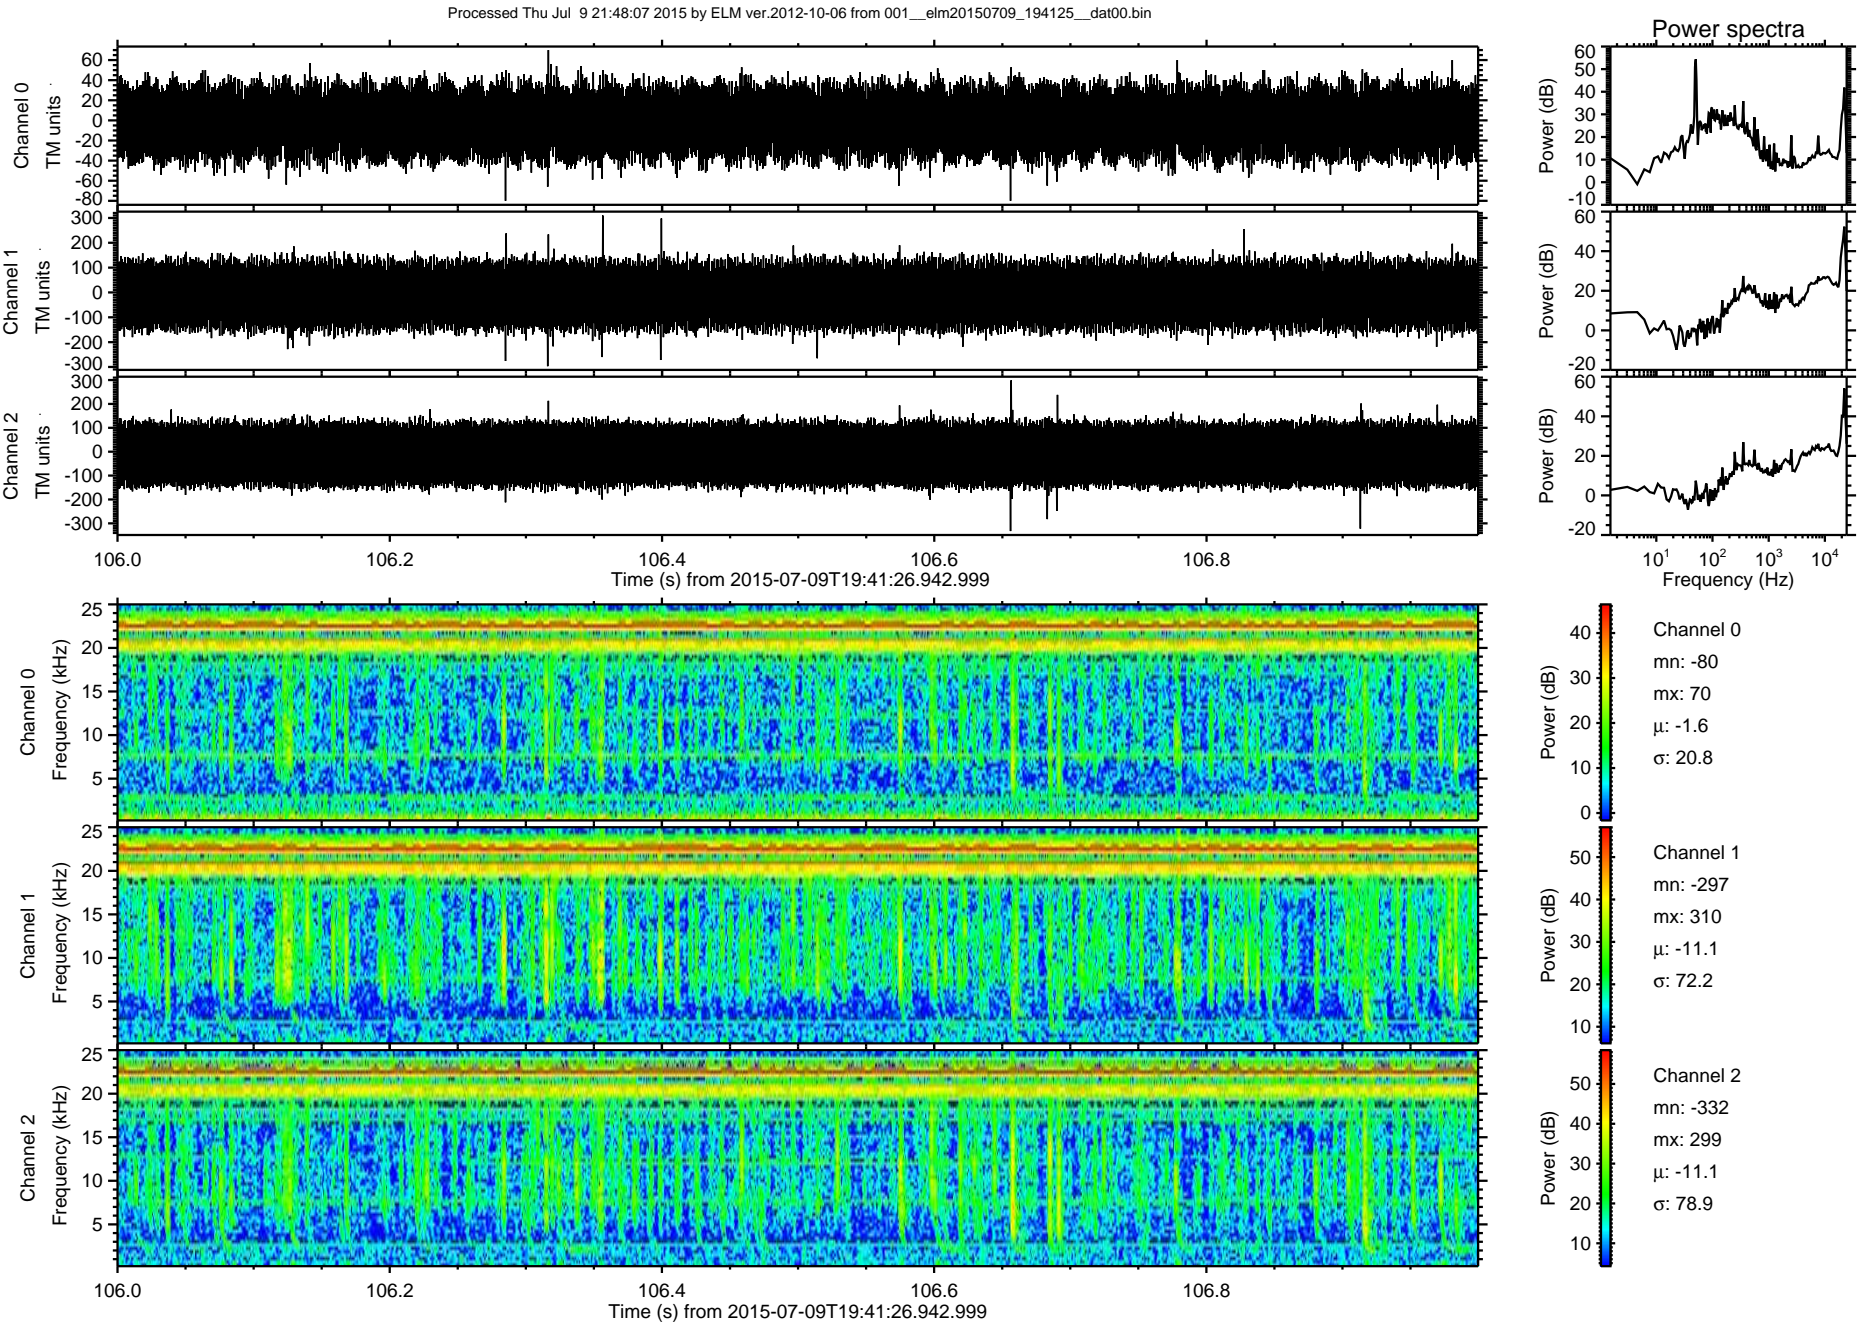 Processed Thu Jul  9 21:48:07 2015 by ELM ver.2012-10-06 from 001__elm20150709_194125__dat00.bin
Power spectra
Channel 0
TM units
60
40
20
0
-20
-40
-60
-80
Power (dB)
60
50
40
30
20
10
0
-10
Channel 1
TM units
300
200
100
0
-100
-200
-300
Power (dB)
60
40
20
0
-20
Channel 2
TM units
300
200
100
0
-100
-200
-300
Power (dB)
60
40
20
0
-20
106.0 106.2 106.4 106.6 106.8
Time (s) from 2015-07-09T19:41:26.942.999
10¹ 10² 10³ 10⁴
Frequency (Hz)
Channel 0
Frequency (kHz)
25
20
15
10
5
Power (dB)
40
30
20
10
0
Channel 0
mn: -80
mx: 70
μ: -1.6
σ: 20.8
Channel 1
Frequency (kHz)
25
20
15
10
5
Power (dB)
50
40
30
20
10
Channel 1
mn: -297
mx: 310
μ: -11.1
σ: 72.2
Channel 2
Frequency (kHz)
25
20
15
10
5
Power (dB)
50
40
30
20
10
Channel 2
mn: -332
mx: 299
μ: -11.1
σ: 78.9
106.0 106.2 106.4 106.6 106.8
Time (s) from 2015-07-09T19:41:26.942.999